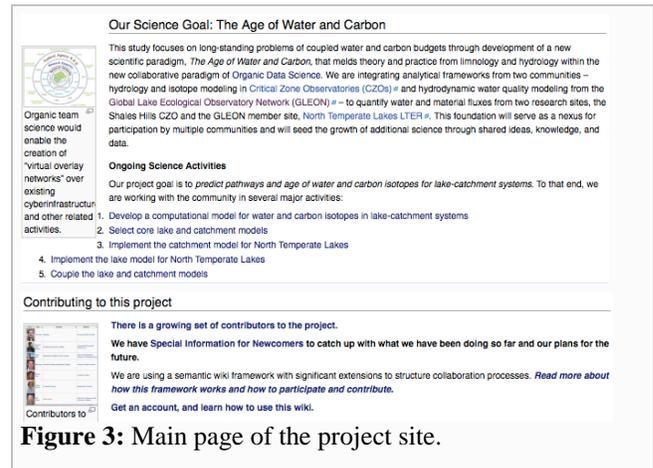 Our Science Goal: The Age of Water and Carbon
This study focuses on long-standing problems of coupled water and carbon budgets through development of a new
scientific paradigm, The Age of Water and Carbon, that melds theory and practice from limnology and hydrology within the
new collaborative paradigm of Organic Data Science. We are integrating analytical frameworks from two communities –
hydrology and isotope modeling in Critical Zone Observatories (CZOs) and hydrodynamic water quality modeling from the
Global Lake Ecological Observatory Network (GLEON) – to quantify water and material fluxes from two research sites, the
Shales Hills CZO and the GLEON member site, North Temperate Lakes LTER. This foundation will serve as a nexus for
participation by multiple communities and will seed the growth of additional science through shared ideas, knowledge, and
data.
Organic team
science would
enable the
creation of
"virtual overlay
networks" over
existing
cyberinfrastructure
and other related
activities.
Ongoing Science Activities
Our project goal is to predict pathways and age of water and carbon isotopes for lake-catchment systems. To that end, we
are working with the community in several major activities:
1. Develop a computational model for water and carbon isotopes in lake-catchment systems
2. Select core lake and catchment models
3. Implement the catchment model for North Temperate Lakes
4. Implement the lake model for North Temperate Lakes
5. Couple the lake and catchment models
Contributing to this project
There is a growing set of contributors to the project.
We have Special Information for Newcomers to catch up with what we have been doing so far and our plans for the
future.
We are using a semantic wiki framework with significant extensions to structure collaboration processes. Read more about
how this framework works and how to participate and contribute.
Get an account, and learn how to use this wiki.
Contributors to
Figure 3: Main page of the project site.